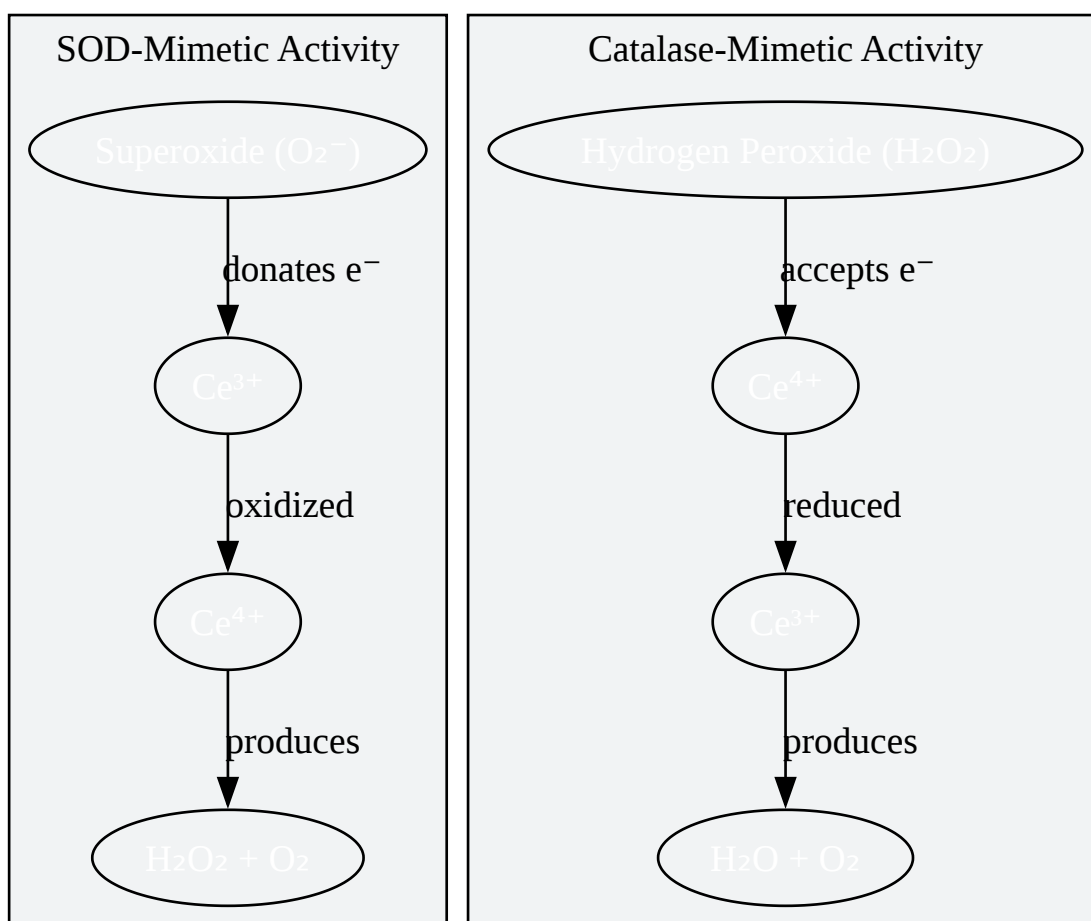 SOD-Mimetic Activity
Superoxide (O₂⁻)
donates e⁻
Ce³⁺
oxidized
Ce⁴⁺
produces
H₂O₂ + O₂
Catalase-Mimetic Activity
Hydrogen Peroxide (H₂O₂)
accepts e⁻
Ce⁴⁺
reduced
Ce³⁺
produces
H₂O + O₂